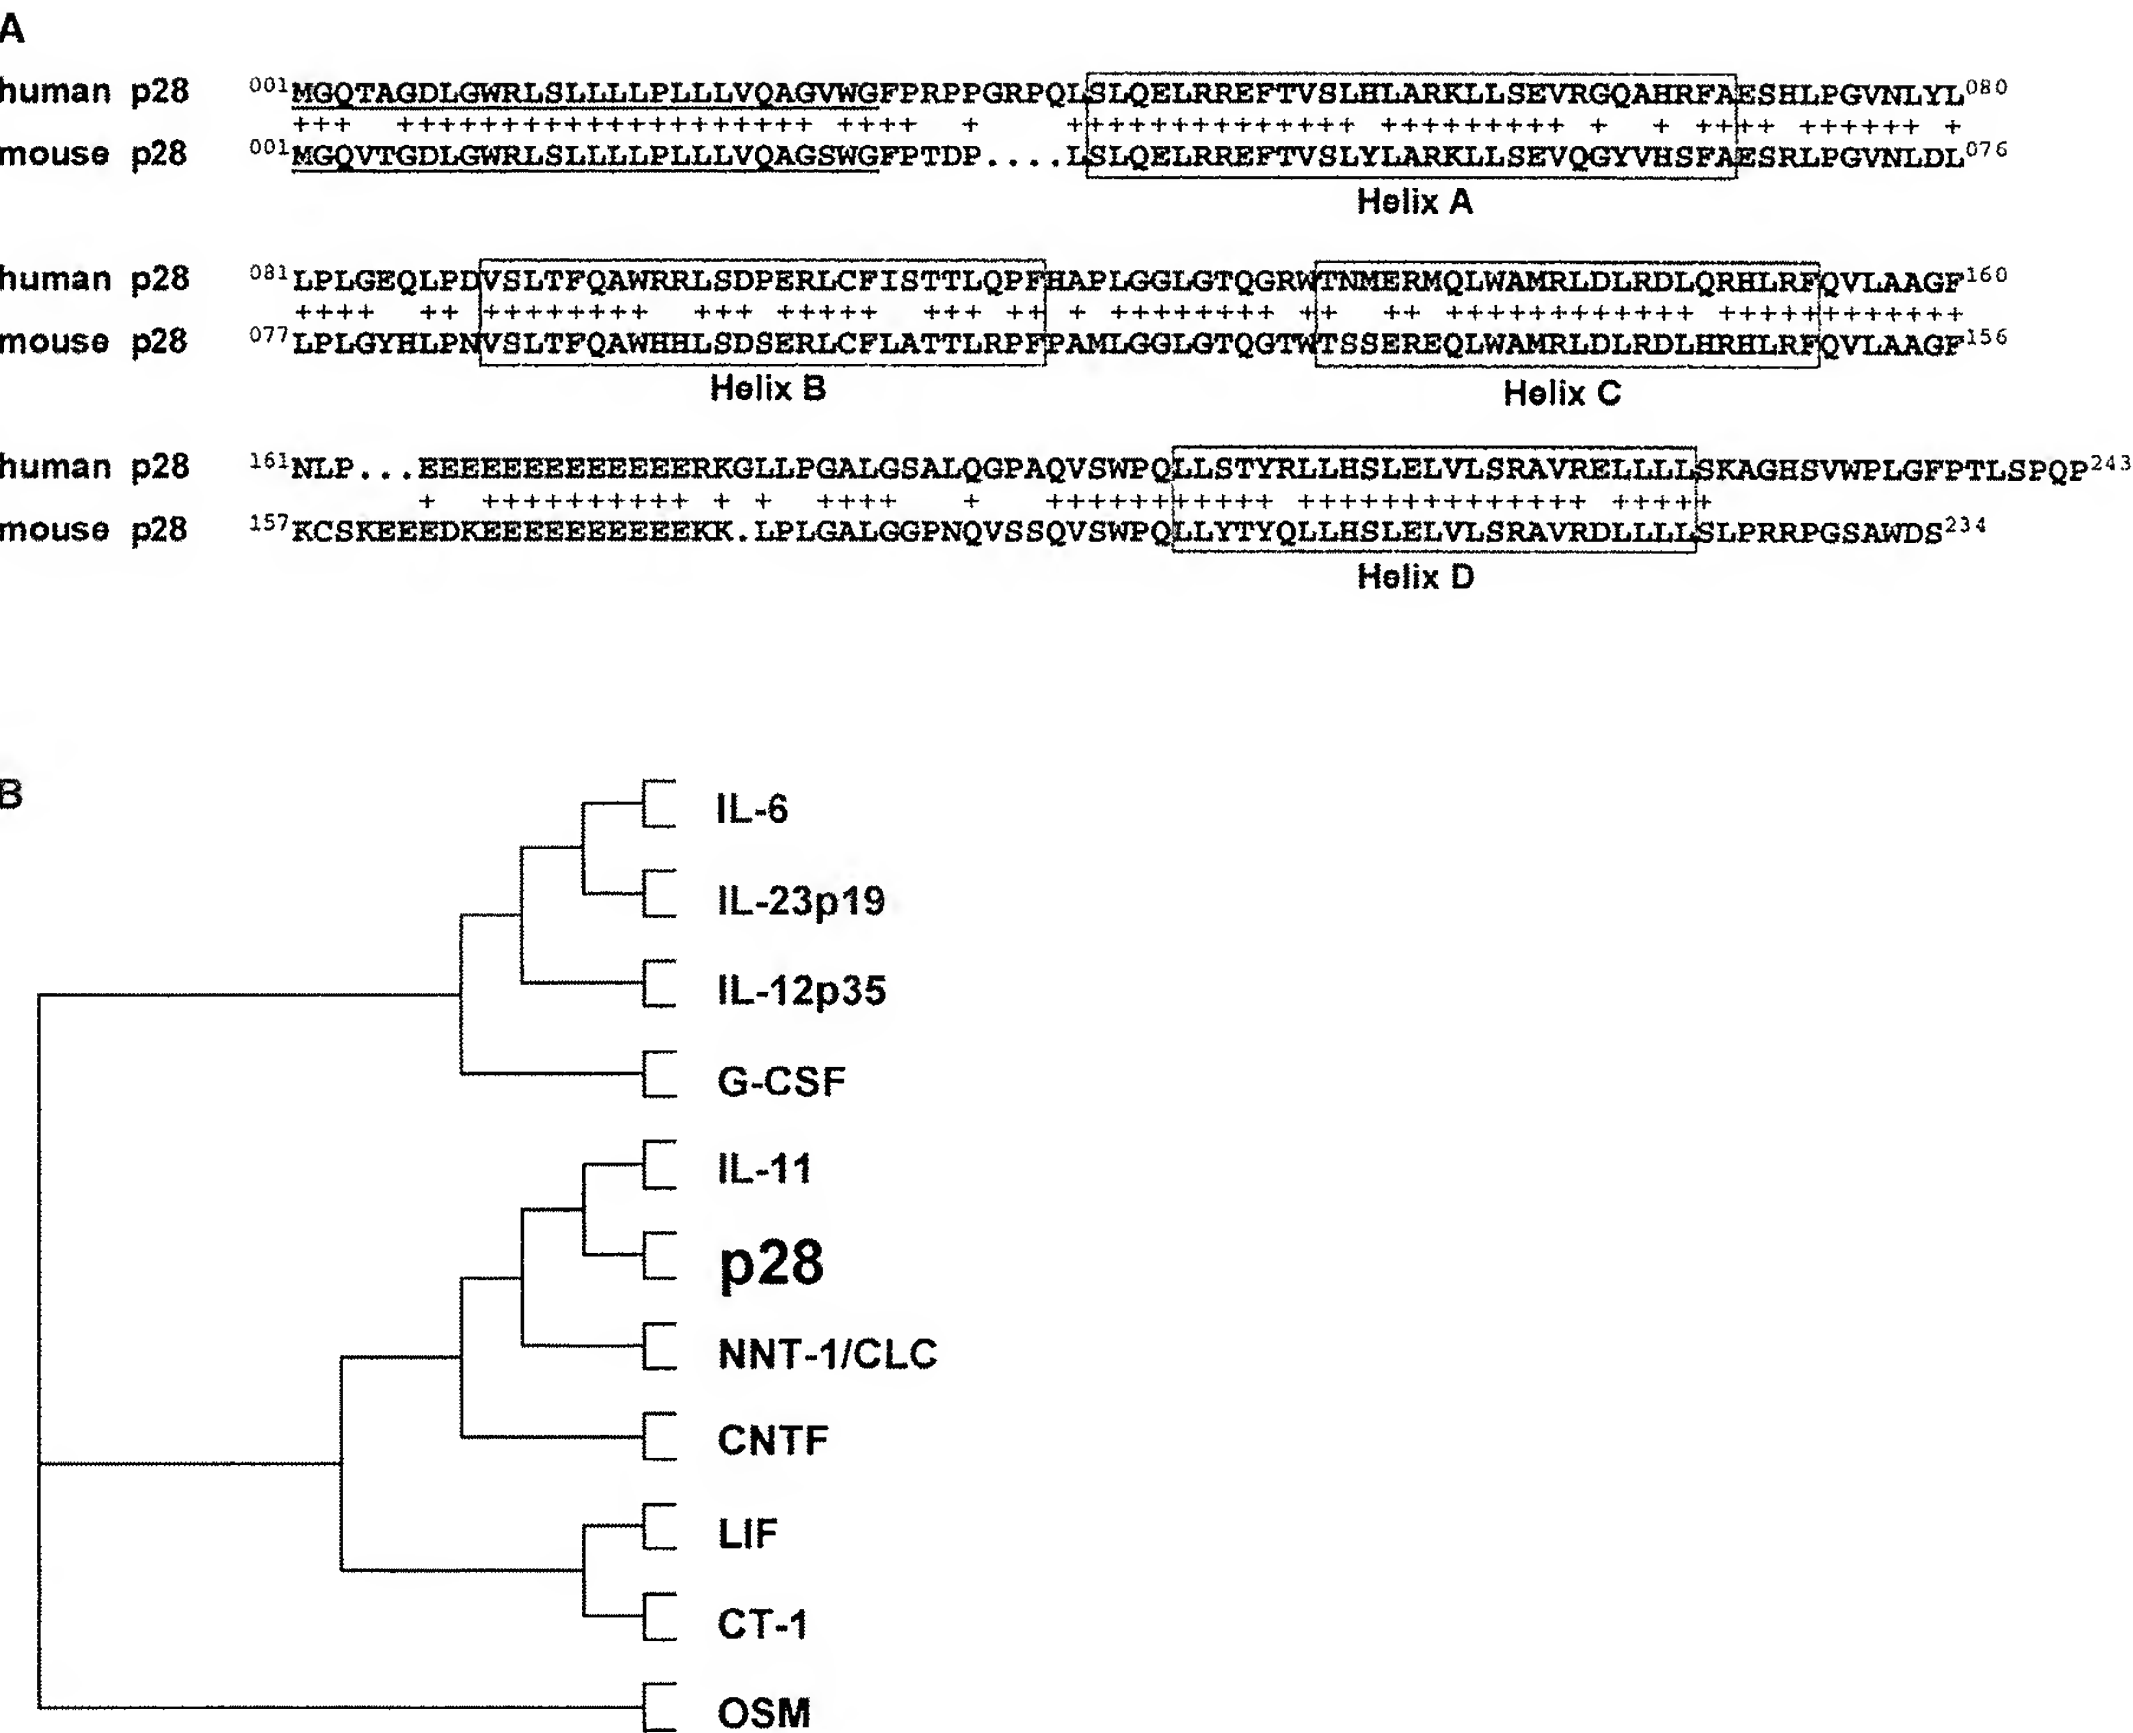 A
human p28 001MGQTAGDLGWRLSLLLLPLLLVQAGVWGFPRPPGRPQLSLQELRREFTVSLHLARKLLSEVRGQAHRFAESHLPGVNLYL080
+++ ++++++++++++++++++++ ++++ + ++++++++++++++ +++++++++ + + ++++ ++++++ +
mouse p28 001MGQVTGDLGWRLSLLLLPLLLVQAGSWGFPTDP....LSLQELRREFTVSLYLARKLLSEVQGYVHSFAESRLPGVNLDL076
Helix A
human p28 081LPLGEQLPDVSLTFQAWRRLSDPERLCFISTTLQPFHAPLGGLGTQGRWTNMERMQLWAMRLDLRDLQRHLRFQVLAAGF160
++++ ++ ++++++++ +++ +++++ +++ ++ + ++++++++ ++ ++ ++++++++++++ ++++++++++++
mouse p28 077LPLGYHLPNVSLTFQAWHHLSDSERLCFLATTLRPFPAMLGGLGTQGTWTSSEREQLWAMRLDLRDLHRHLRFQVLAAGF156
Helix B
Helix C
human p28 161NLP...EEEEEEEEEEEEEERKGLLPGALGSALQGPAQVSWPQLLSTYRLLHSLELVLSRAVRELLLLSKAGHSVWPLGFPTLSPQP243
+ ++++++++++ + + ++++ + +++++++++++ ++++++++++++++ +++++
mouse p28 157KCSKEEEDKEEEEEEEEEEEKK.LPLGALGGPNQVSSQVSWPQLLYTYQLLHSLELVLSRAVRDLLLLSLPRRPGSAWDS234
Helix D
B
IL-6
IL-23p19
IL-12p35
G-CSF
IL-11
p28
NNT-1/CLC
CNTF
LIF
CT-1
OSM